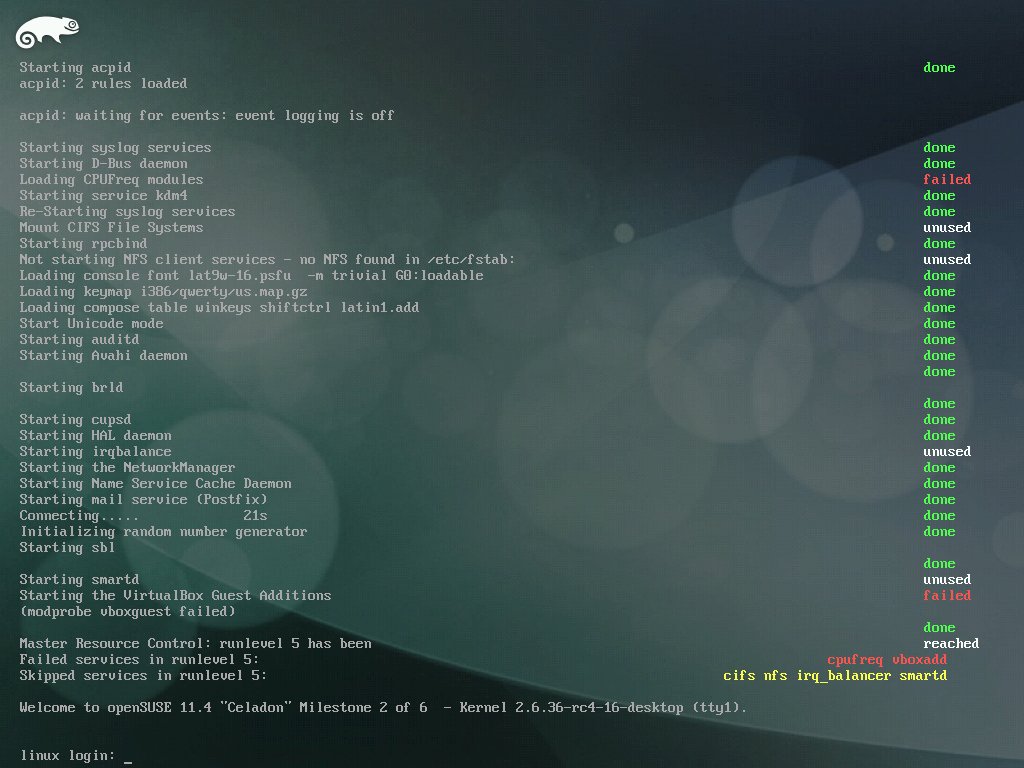 Starting acpid done
acpid: 2 rules loaded
acpid: waiting for events: event logging is off
Starting syslog services done
Starting D-Bus daemon done
Loading CPUFreq modules failed
Starting service kdm4 done
Re-Starting syslog services done
Mount CIFS File Systems unused
Starting rpcbind done
Not starting NFS client services - no NFS found in /etc/fstab: unused
Loading console font lat9w-16.psfu  -m trivial G0:loadable done
Loading keymap i386/qwerty/us.map.gz done
Loading compose table winkeys shiftctrl latin1.add done
Start Unicode mode done
Starting auditd done
Starting Avahi daemon done
done
Starting brld
done
Starting cupsd done
Starting HAL daemon done
Starting irqbalance unused
Starting the NetworkManager done
Starting Name Service Cache Daemon done
Starting mail service (Postfix) done
Connecting..... 21s done
Initializing random number generator done
Starting sbl
done
Starting smartd unused
Starting the VirtualBox Guest Additions failed
(modprobe vboxguest failed)
done
Master Resource Control: runlevel 5 has been reached
Failed services in runlevel 5: cpufreq vboxadd
Skipped services in runlevel 5: cifs nfs irq_balancer smartd
Welcome to openSUSE 11.4 "Celadon" Milestone 2 of 6  - Kernel 2.6.36-rc4-16-desktop (tty1).
linux login: _